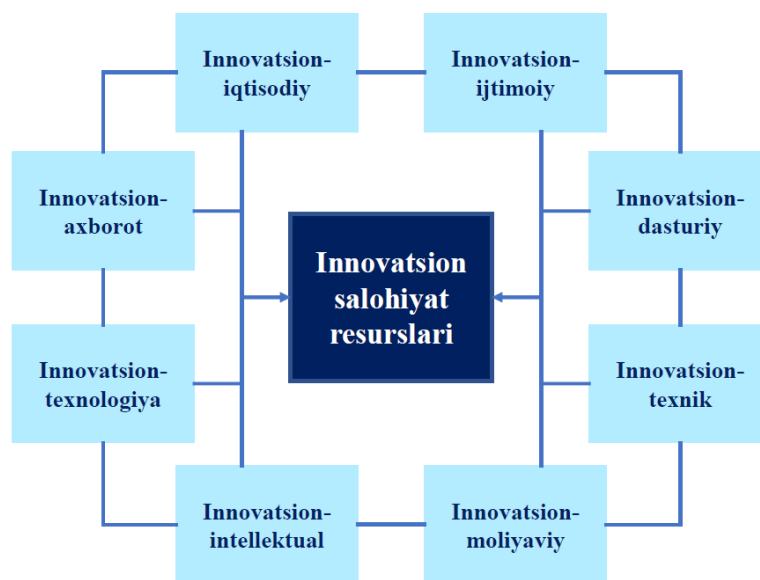 Innovatsion-
iqtisodiy
Innovatsion-
ijtimoiy
Innovatsion-
axborot
Innovatsion
salohiyat
resurslari
Innovatsion-
dasturiy
Innovatsion-
texnologiya
Innovatsion-
texnik
Innovatsion-
intellektual
Innovatsion-
moliyaviy